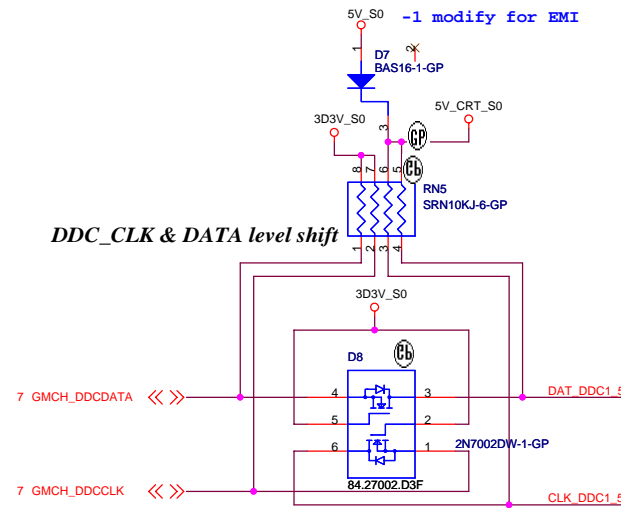 5V_S0
-1 modify for EMI
1
2
D7
BAS16-1-GP
3D3V_S0
5V_CRT_S0
3
GP
8
7
6
5
RN5
SRN10KJ-6-GP
DDC_CLK & DATA level shift
1
2
3
4
3D3V_S0
D8
7 GMCH_DDCDATA
4
3
DAT_DDC1_5
5
2
6
1
2N7002DW-1-GP
84.27002.D3F
7 GMCH_DDCCLK
CLK_DDC1_5